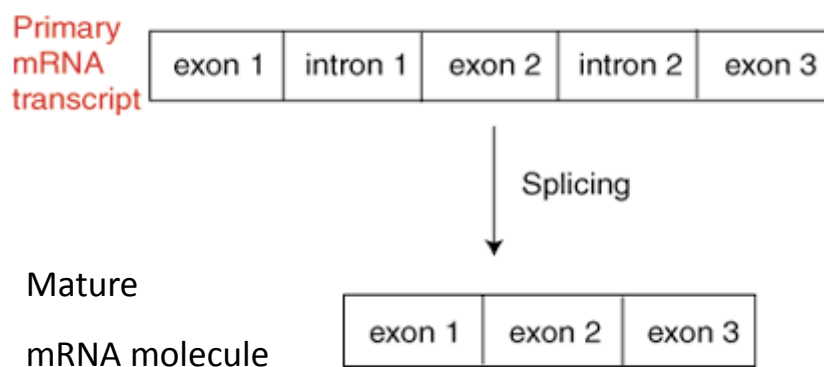 Primary
mRNA
transcript
exon 1 intron 1 exon 2 intron 2 exon 3
Splicing
Mature
mRNA molecule
exon 1 exon 2 exon 3